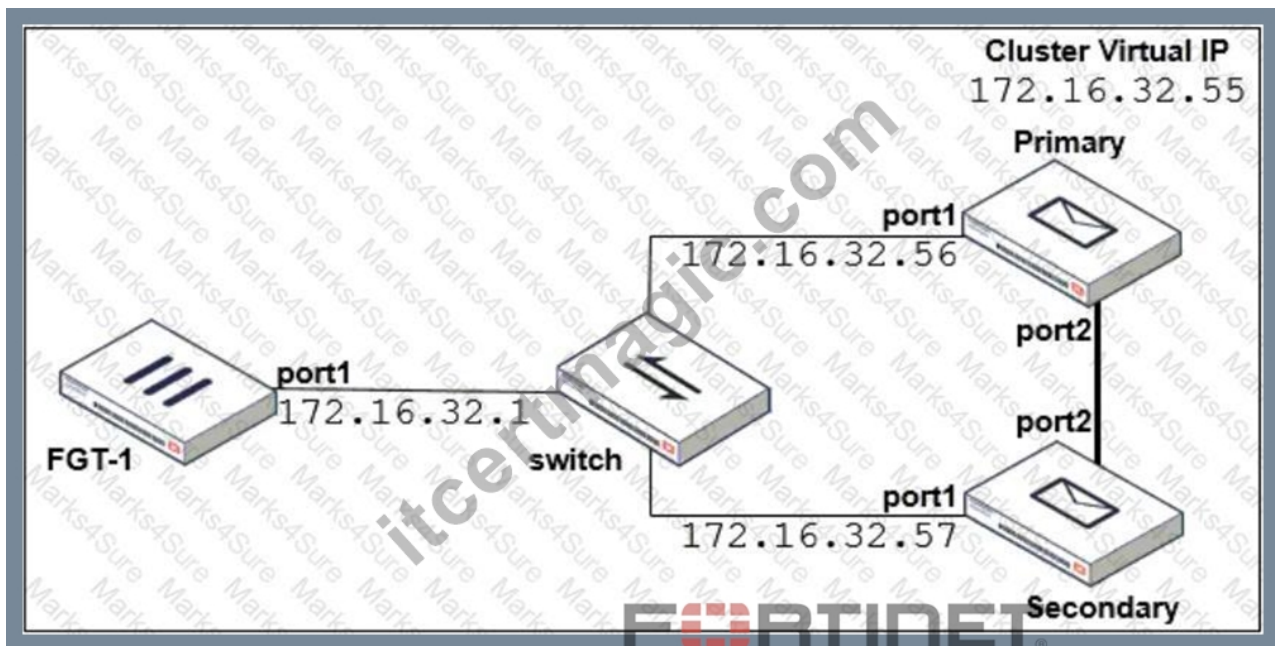 Cluster Virtual IP
172.16.32.55
Primary
port1
172.16.32.56
port2
port1
172.16.32.1
FGT-1
switch
port2
port1
172.16.32.57
Secondary
itcertmagic.com
FORTINET®
Marks4Sure